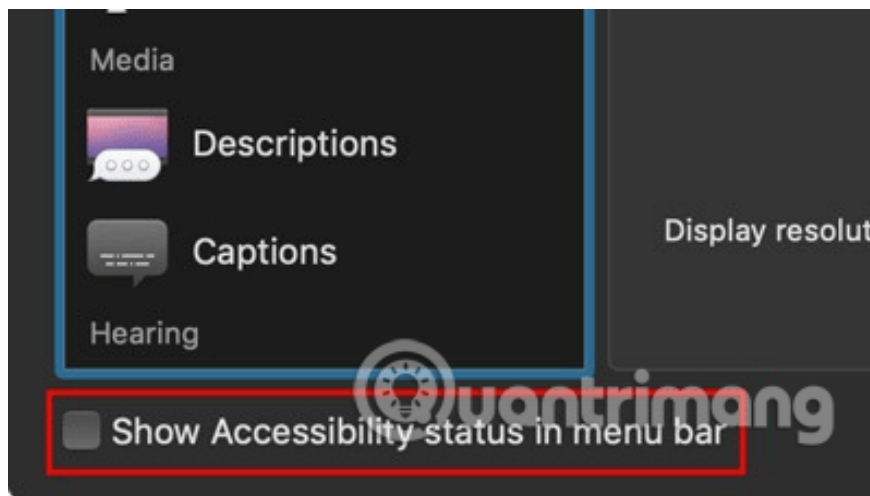 Media
Descriptions
Captions
Display resolut
Hearing
Quantrimang
Show Accessibility status in menu bar